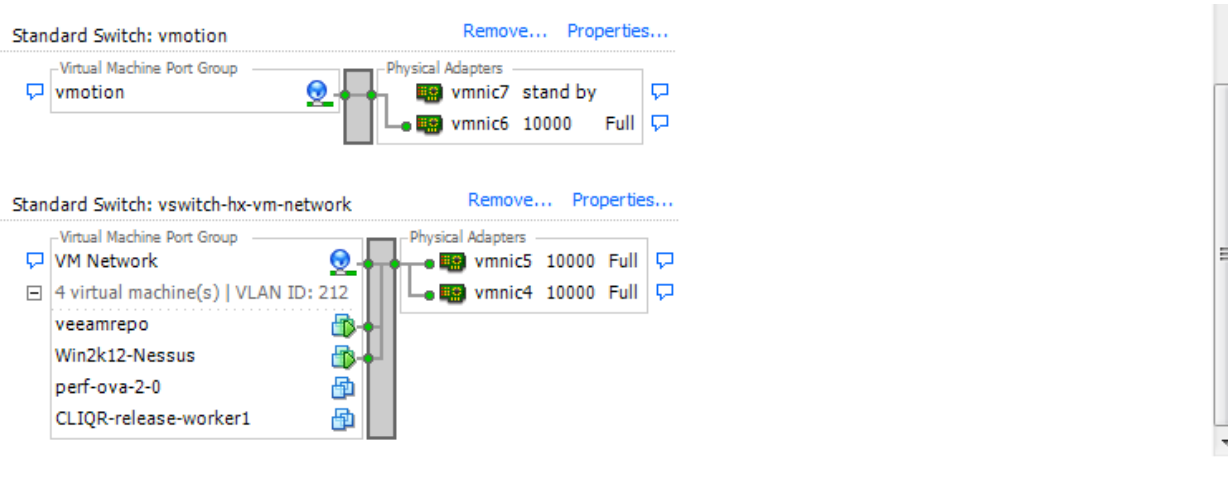 Standard Switch: vmotion Remove... Properties...
Virtual Machine Port Group Physical Adapters
vmotion vmnic7 stand by
vmnic6 10000 Full
Standard Switch: vswitch-hx-vm-network Remove... Properties...
Virtual Machine Port Group Physical Adapters
VM Network vmnic5 10000 Full
4 virtual machine(s) | VLAN ID: 212 vmnic4 10000 Full
veeamrepo
Win2k12-Nessus
perf-ova-2-0
CLIQR-release-worker1